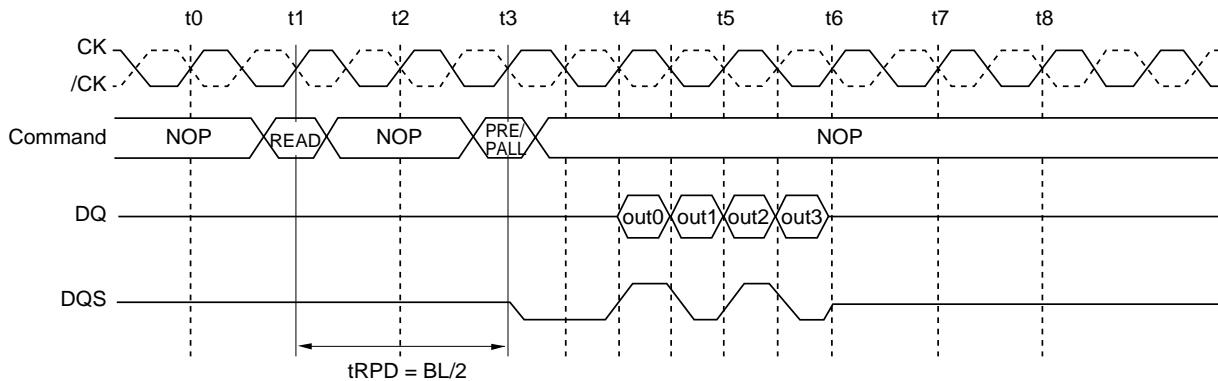 t0 t1 t2 t3 t4 t5 t6 t7 t8
CK
/CK
Command NOP READ NOP PRE/ PALL NOP
DQ out0 out1 out2 out3
DQS
tRPD = BL/2